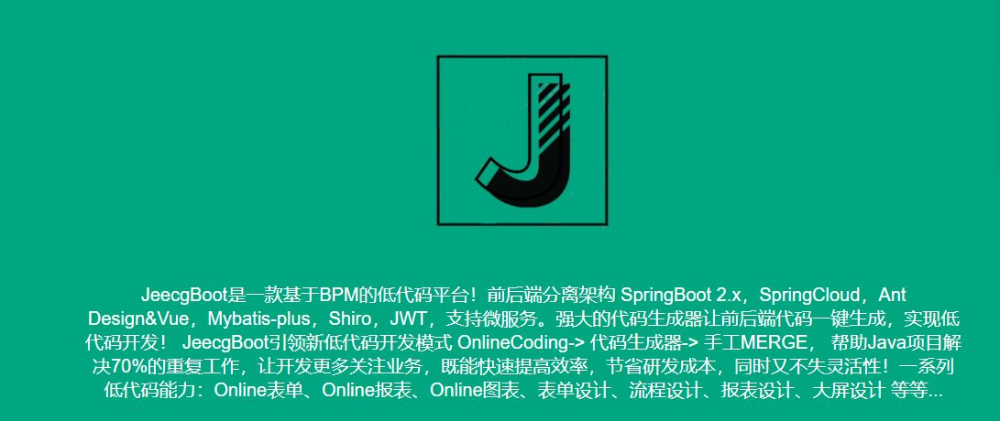 J
JeecgBoot是一款基于BPM的低代码平台！前后端分离架构 SpringBoot 2.x，SpringCloud，Ant
Design&Vue，Mybatis-plus，Shiro，JWT，支持微服务。强大的代码生成器让前后端代码一键生成，实现低
代码开发！ JeecgBoot引领新低代码开发模式 OnlineCoding-> 代码生成器-> 手工MERGE， 帮助Java项目解
决70%的重复工作，让开发更多关注业务，既能快速提高效率，节省研发成本，同时又不失灵活性！一系列
低代码能力：Online表单、Online报表、Online图表、表单设计、流程设计、报表设计、大屏设计 等等...